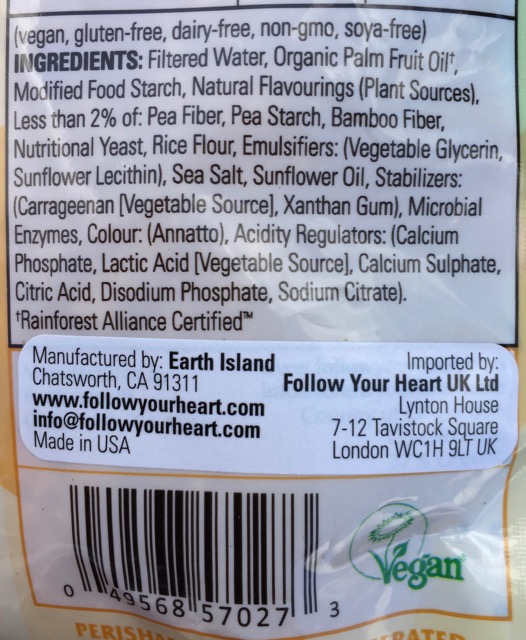 (vegan, gluten-free, dairy-free, non-gmo, soya-free)
INGREDIENTS: Filtered Water, Organic Palm Fruit Oil†,
Modified Food Starch, Natural Flavourings (Plant Sources),
Less than 2% of: Pea Fiber, Pea Starch, Bamboo Fiber,
Nutritional Yeast, Rice Flour, Emulsifiers: (Vegetable Glycerin,
Sunflower Lecithin), Sea Salt, Sunflower Oil, Stabilizers:
(Carrageenan [Vegetable Source], Xanthan Gum), Microbial
Enzymes, Colour: (Annatto), Acidity Regulators: (Calcium
Phosphate, Lactic Acid [Vegetable Source], Calcium Sulphate,
Citric Acid, Disodium Phosphate, Sodium Citrate).
†Rainforest Alliance Certified™
Manufactured by: Earth Island
Chatsworth, CA 91311
www.followyourheart.com
info@followyourheart.com
Made in USA
Imported by:
Follow Your Heart UK Ltd
Lynton House
7-12 Tavistock Square
London WC1H 9LT UK
Vegan
0 49568 57027 3